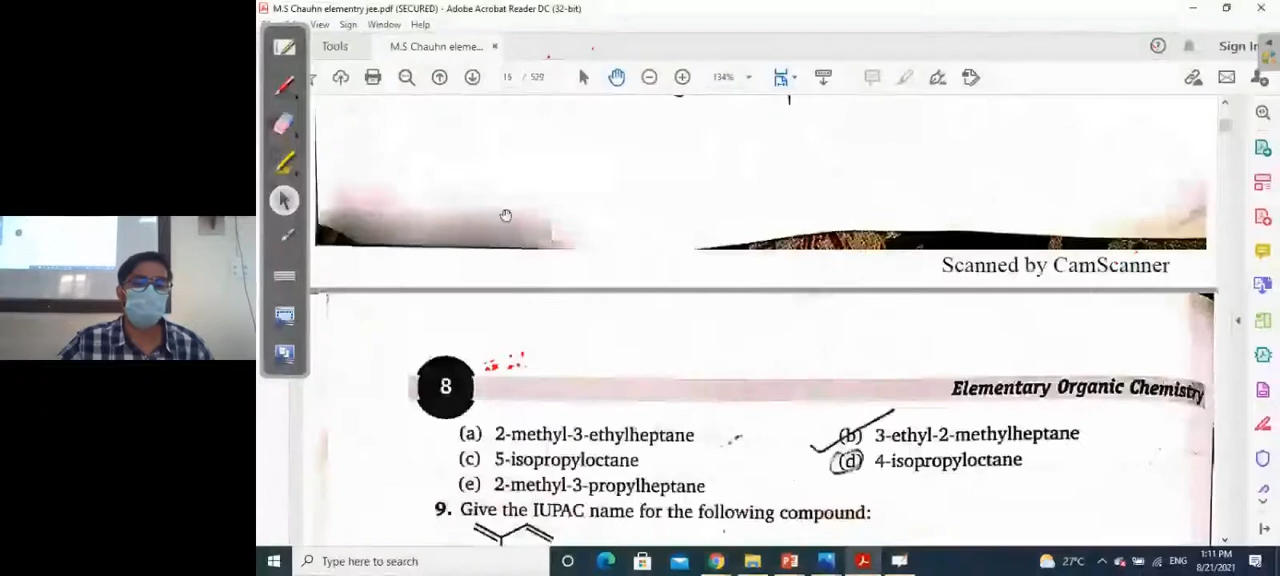 M.S Chauhn elementry jee.pdf (SECURED) - Adobe Acrobat Reader DC (32-bit)
View Sign Window Help
Tools
M.S Chauhn eleme... ×
Sign In
16 / 529
134%
Scanned by CamScanner
8
Elementary Organic Chemistry
(a) 2-methyl-3-ethylheptane
(b) 3-ethyl-2-methylheptane
(c) 5-isopropyloctane
(d) 4-isopropyloctane
(e) 2-methyl-3-propylheptane
9. Give the IUPAC name for the following compound:
Type here to search
27°C
ENG
1:11 PM
8/21/2021